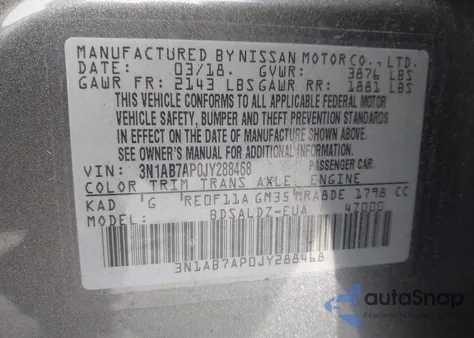 MANUFACTURED BY NISSAN MOTOR CO., LTD.
DATE: 03/18. GVWR: 3876 LBS
GAWR FR: 2143 LBS GAWR RR: 1881 LBS
THIS VEHICLE CONFORMS TO ALL APPLICABLE FEDERAL MOTOR
VEHICLE SAFETY, BUMPER AND THEFT PREVENTION STANDARDS
IN EFFECT ON THE DATE OF MANUFACTURE SHOWN ABOVE.
SEE OWNER'S MANUAL FOR ADDITIONAL INFORMATION.
VIN: 3N1AB7AP0JY288468 PASSENGER CAR
COLOR TRIM TRANS AXLE ENGINE
KAD G RE0F11A GM35 MRA8DE 1798 CC
MODEL: BDSALDZ-EUA 47000
3N1AB7AP0JY288468
autoSnap